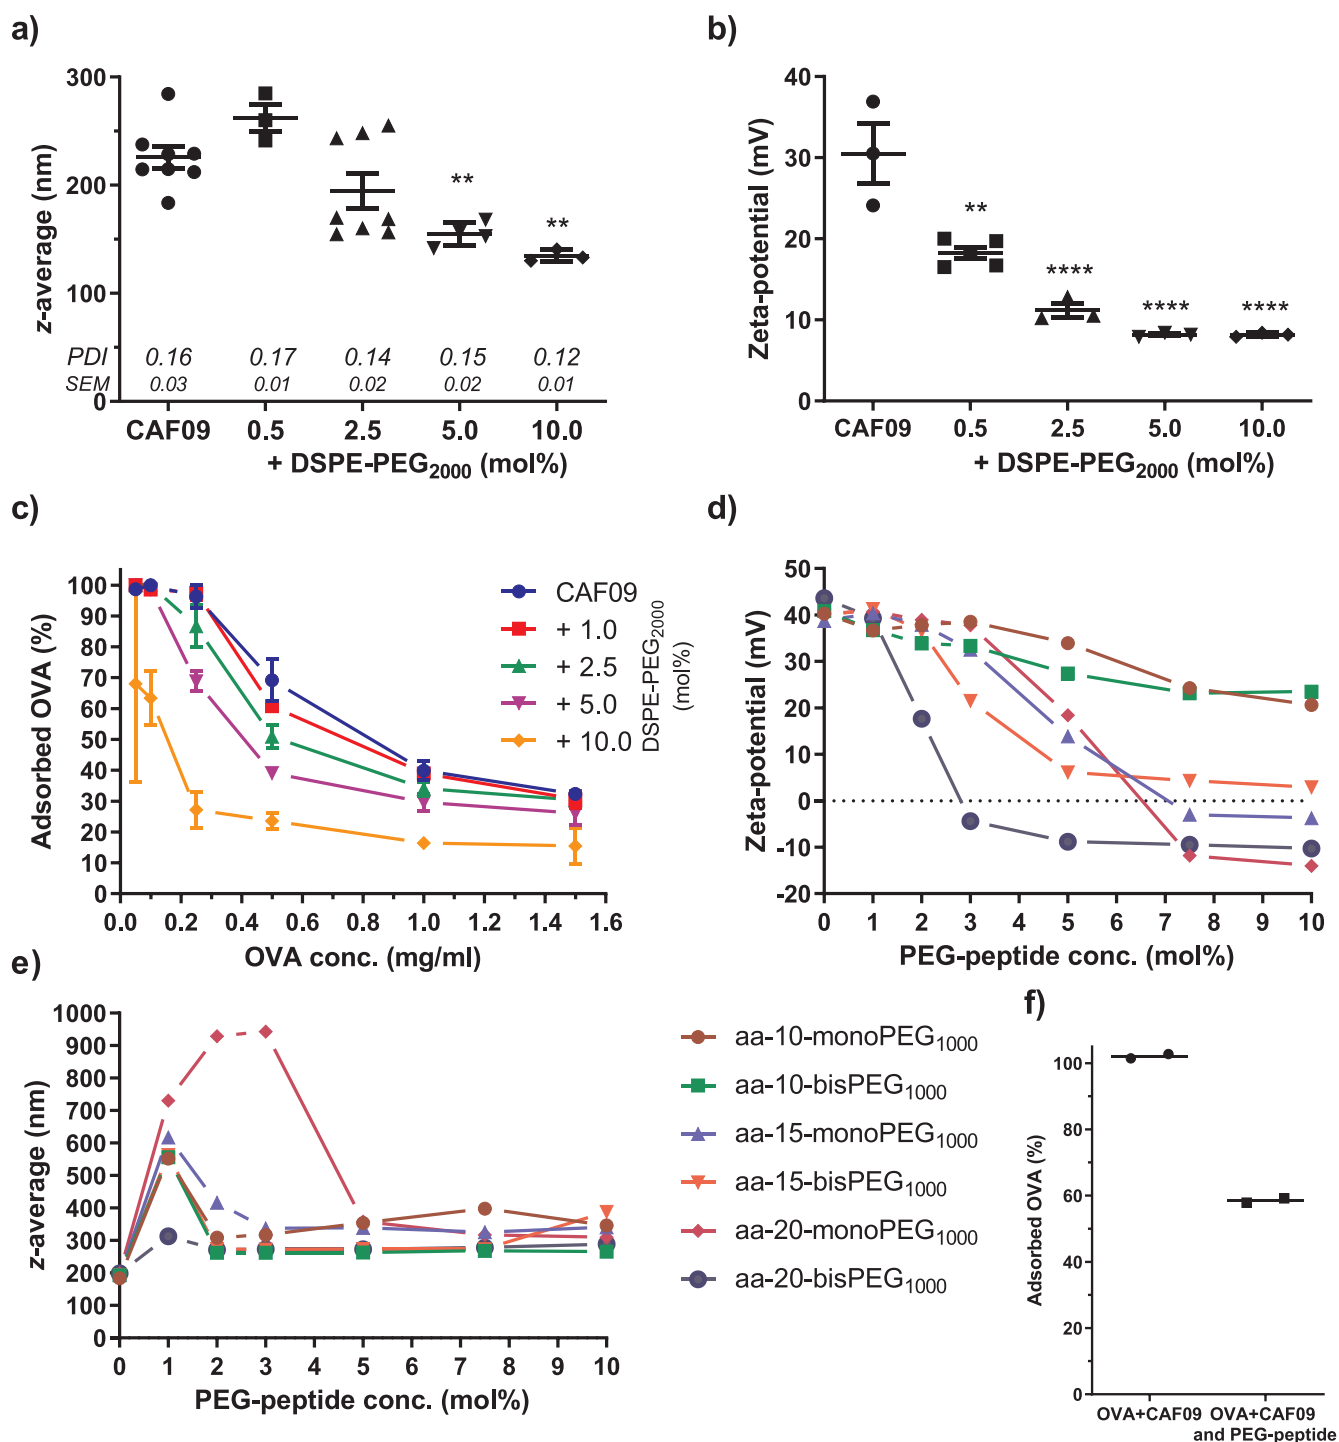 a)
z-average (nm)
300
200
100
0
**
**
PDI 0.16 0.17 0.14 0.15 0.12
SEM 0.03 0.01 0.02 0.02 0.01
CAF09 0.5 2.5 5.0 10.0
+ DSPE-PEG2000 (mol%)
b)
Zeta-potential (mV)
40
30
20
10
0
**
****
****
****
CAF09 0.5 2.5 5.0 10.0
+ DSPE-PEG2000 (mol%)
c)
Adsorbed OVA (%)
100
90
80
70
60
50
40
30
20
10
0
0.0 0.2 0.4 0.6 0.8 1.0 1.2 1.4 1.6
OVA conc. (mg/ml)
CAF09
+ 1.0
+ 2.5
+ 5.0
+ 10.0
DSPE-PEG2000
(mol%)
d)
Zeta-potential (mV)
50
40
30
20
10
0
-10
-20
0 1 2 3 4 5 6 7 8 9 10
PEG-peptide conc. (mol%)
e)
z-average (nm)
1000
900
800
700
600
500
400
300
200
100
0
0 1 2 3 4 5 6 7 8 9 10
PEG-peptide conc. (mol%)
aa-10-monoPEG1000
aa-10-bisPEG1000
aa-15-monoPEG1000
aa-15-bisPEG1000
aa-20-monoPEG1000
aa-20-bisPEG1000
f)
Adsorbed OVA (%)
100
80
60
40
20
0
OVA+CAF09 OVA+CAF09
and PEG-peptide